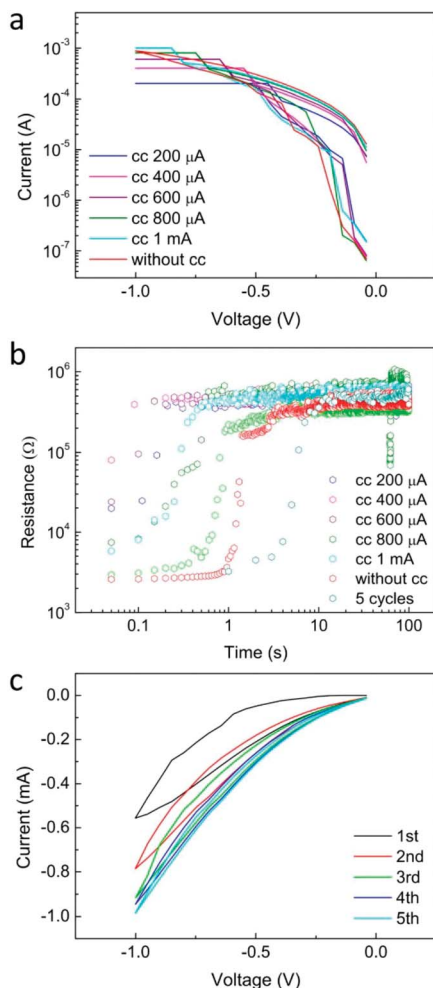 a
10⁻³
10⁻⁴
10⁻⁵
10⁻⁶
10⁻⁷
Current (A)
cc 200 μA
cc 400 μA
cc 600 μA
cc 800 μA
cc 1 mA
without cc
-1.0 -0.5 0.0
Voltage (V)
b
10⁶
10⁵
10⁴
10³
Resistance (Ω)
cc 200 μA
cc 400 μA
cc 600 μA
cc 800 μA
cc 1 mA
without cc
5 cycles
0.1 1 10 100
Time (s)
c
0.0
-0.2
-0.4
-0.6
-0.8
-1.0
Current (mA)
1st
2nd
3rd
4th
5th
-1.0 -0.5 0.0
Voltage (V)